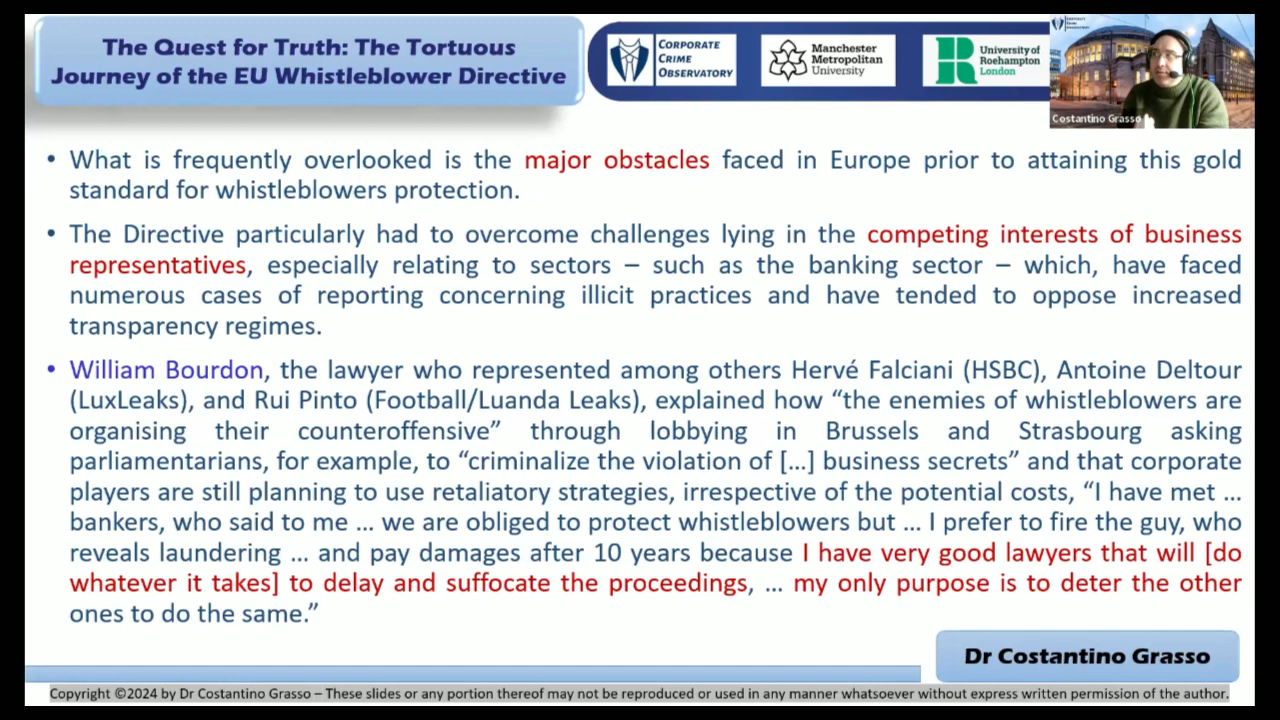 The Quest for Truth: The Tortuous
Journey of the EU Whistleblower Directive
CORPORATE
CRIME
OBSERVATORY
Manchester
Metropolitan
University
University of
Roehampton
London
Costantino Grasso
• What is frequently overlooked is the major obstacles faced in Europe prior to attaining this gold
standard for whistleblowers protection.
• The Directive particularly had to overcome challenges lying in the competing interests of business
representatives, especially relating to sectors – such as the banking sector – which, have faced
numerous cases of reporting concerning illicit practices and have tended to oppose increased
transparency regimes.
• William Bourdon, the lawyer who represented among others Hervé Falciani (HSBC), Antoine Deltour
(LuxLeaks), and Rui Pinto (Football/Luanda Leaks), explained how “the enemies of whistleblowers are
organising their counteroffensive” through lobbying in Brussels and Strasbourg asking
parliamentarians, for example, to “criminalize the violation of […] business secrets” and that corporate
players are still planning to use retaliatory strategies, irrespective of the potential costs, “I have met …
bankers, who said to me … we are obliged to protect whistleblowers but … I prefer to fire the guy, who
reveals laundering … and pay damages after 10 years because I have very good lawyers that will [do
whatever it takes] to delay and suffocate the proceedings, … my only purpose is to deter the other
ones to do the same.”
Dr Costantino Grasso
Copyright ©2024 by Dr Costantino Grasso – These slides or any portion thereof may not be reproduced or used in any manner whatsoever without express written permission of the author.